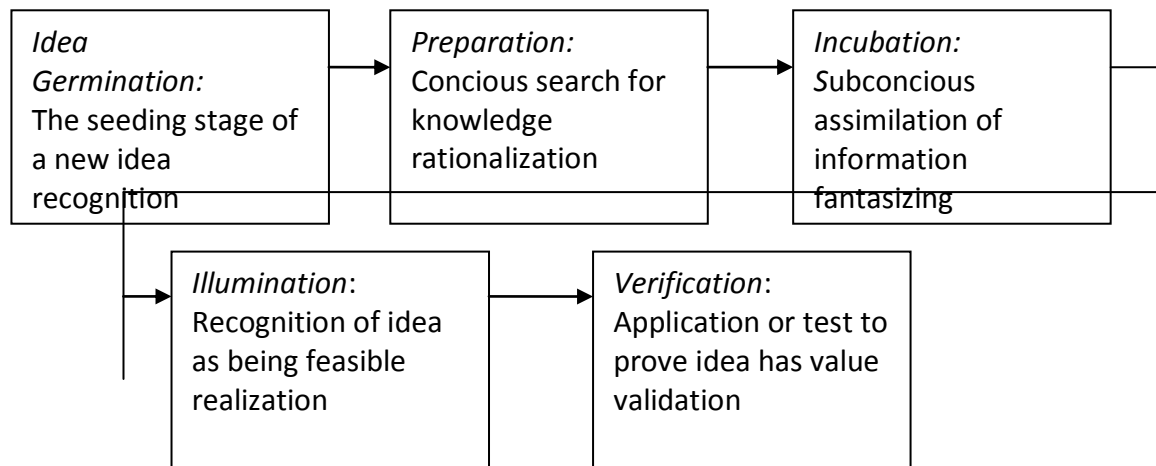 Idea
Germination:
The seeding stage of
a new idea
recognition
Preparation:
Concious search for
knowledge
rationalization
Incubation:
Subconcious
assimilation of
information
fantasizing
Illumination:
Recognition of idea
as being feasible
realization
Verification:
Application or test to
prove idea has value
validation